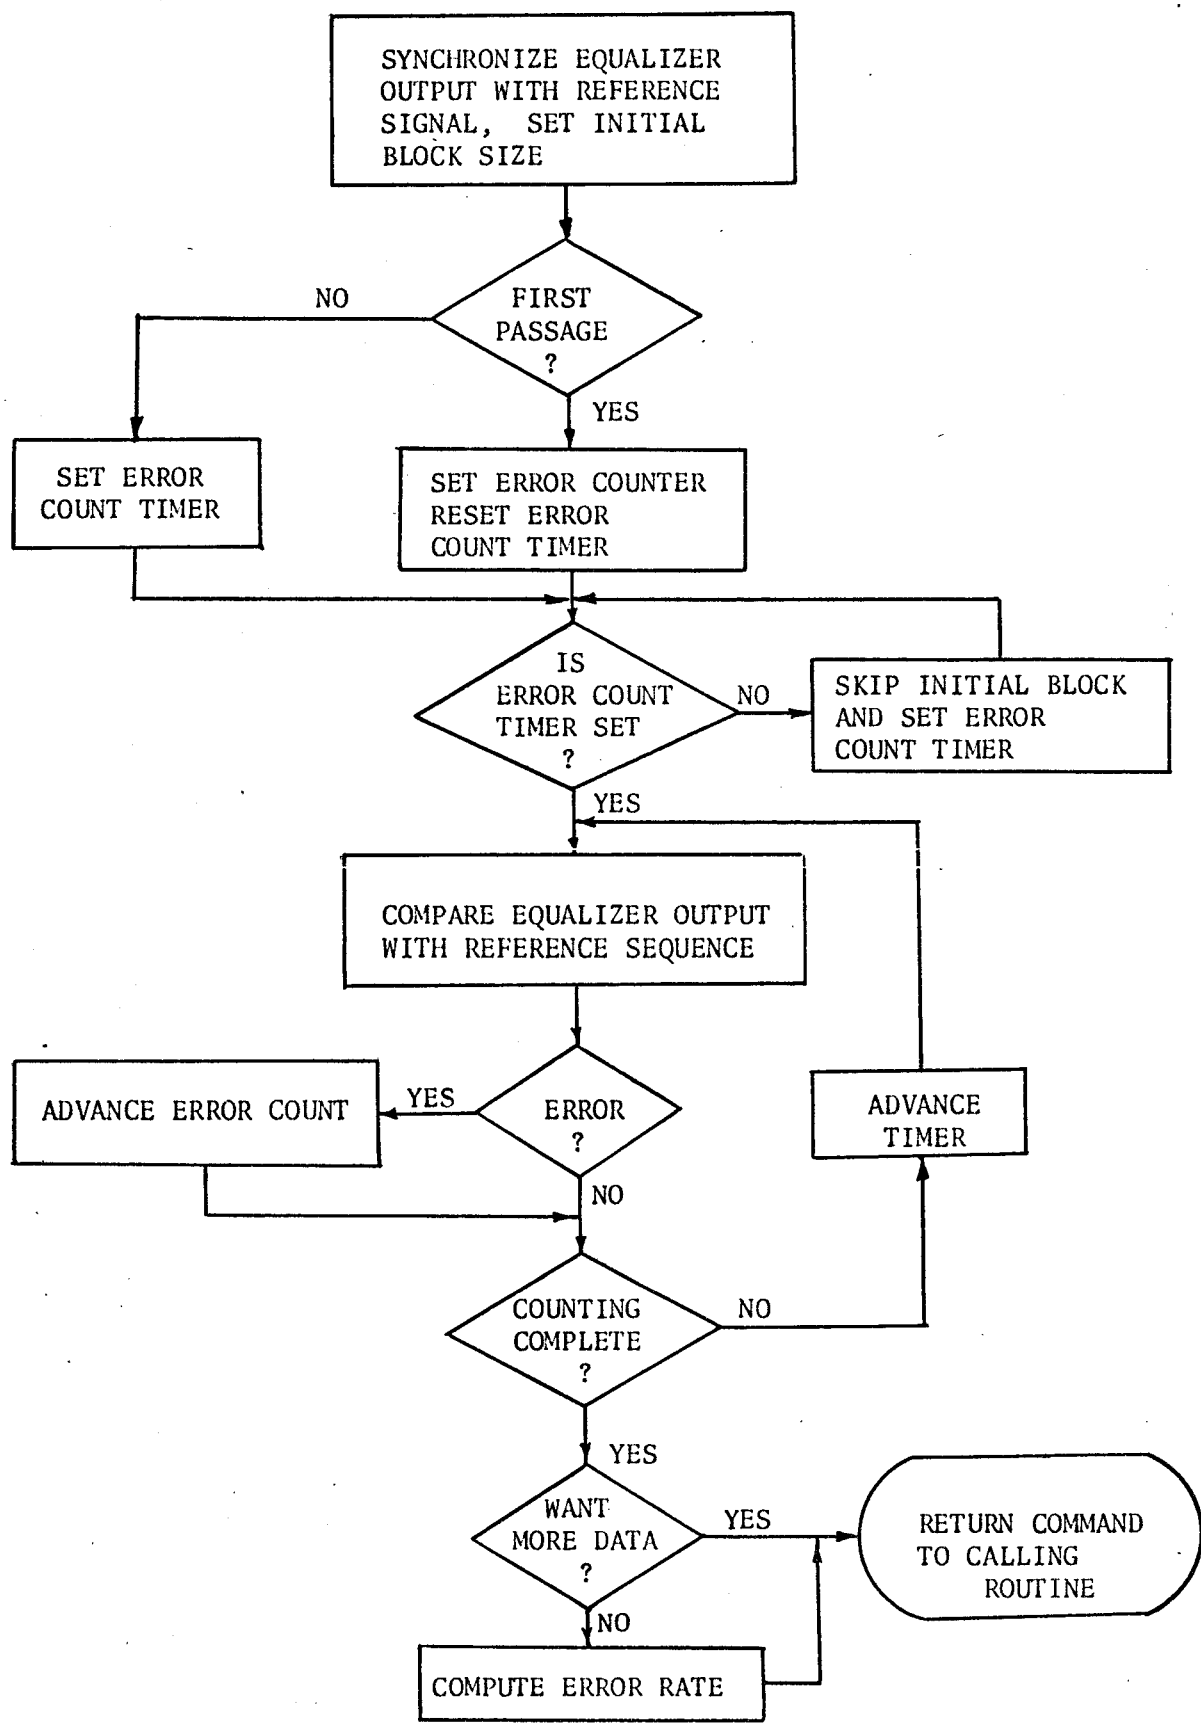 SYNCHRONIZE EQUALIZER
OUTPUT WITH REFERENCE
SIGNAL, SET INITIAL
BLOCK SIZE
NO
FIRST
PASSAGE
?
YES
SET ERROR
COUNT TIMER
SET ERROR COUNTER
RESET ERROR
COUNT TIMER
IS
ERROR COUNT
TIMER SET
?
NO
SKIP INITIAL BLOCK
AND SET ERROR
COUNT TIMER
YES
COMPARE EQUALIZER OUTPUT
WITH REFERENCE SEQUENCE
ADVANCE ERROR COUNT
YES
ERROR
?
ADVANCE
TIMER
NO
COUNTING
COMPLETE
?
NO
YES
WANT
MORE DATA
?
YES
RETURN COMMAND
TO CALLING
ROUTINE
NO
COMPUTE ERROR RATE